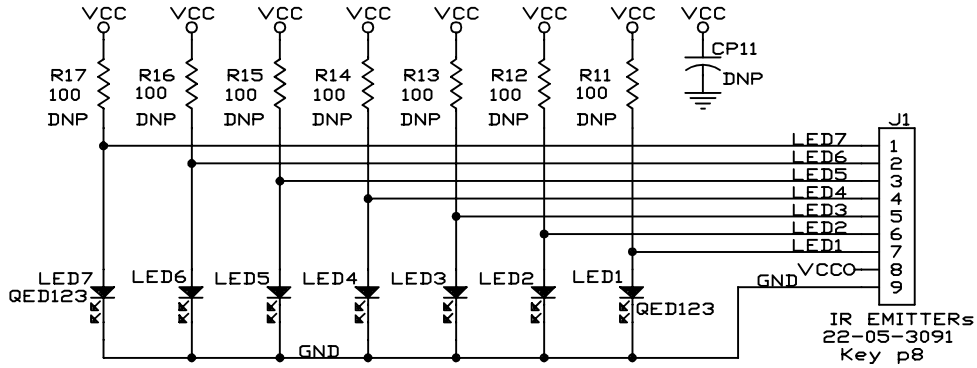 VCC VCC VCC VCC VCC VCC VCC VCC
R17 R16 R15 R14 R13 R12 R11 CP11
100 100 100 100 100 100 100
DNP DNP DNP DNP DNP DNP DNP DNP
J1
LED7 1
LED6 2
LED5 3
LED4 4
LED3 5
LED2 6
LED1 7
VCC 8
GND 9
LED7 LED6 LED5 LED4 LED3 LED2 LED1
QED123 QED123
GND
IR EMITTERs
22-05-3091
Key p8